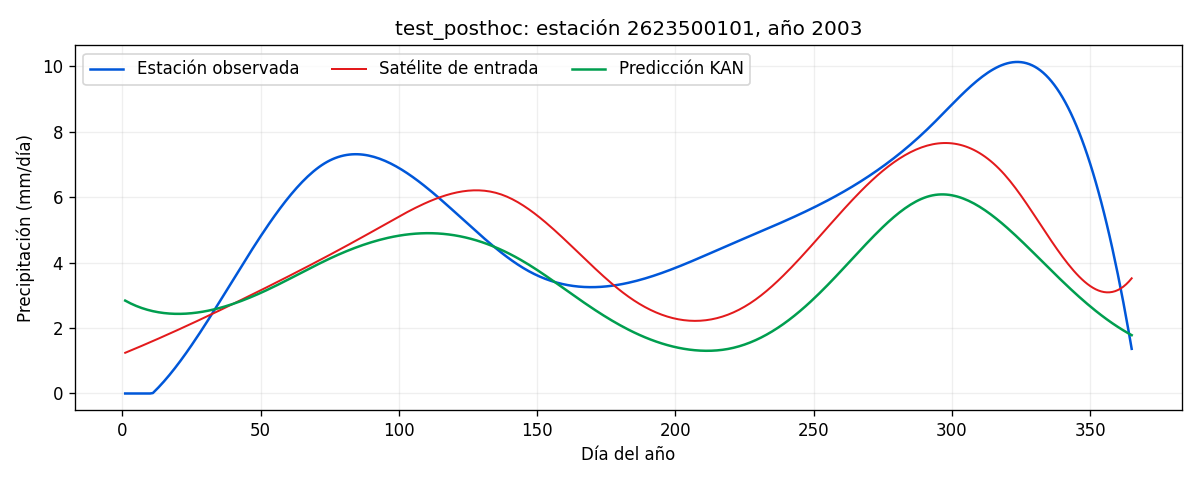 test_posthoc: estación 2623500101, año 2003
Estación observada
Satélite de entrada
Predicción KAN
Precipitación (mm/día)
10
8
6
4
2
0
0
50
100
150
200
250
300
350
Día del año